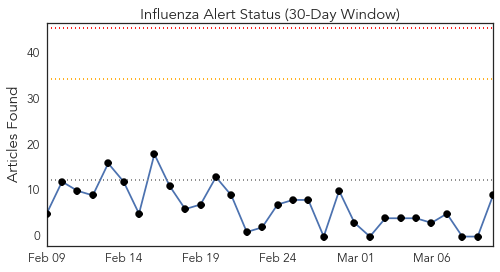 Influenza Alert Status (30-Day Window)
Articles Found
40
30
20
10
0
Feb 09 Feb 14 Feb 19 Feb 24 Mar 01 Mar 06